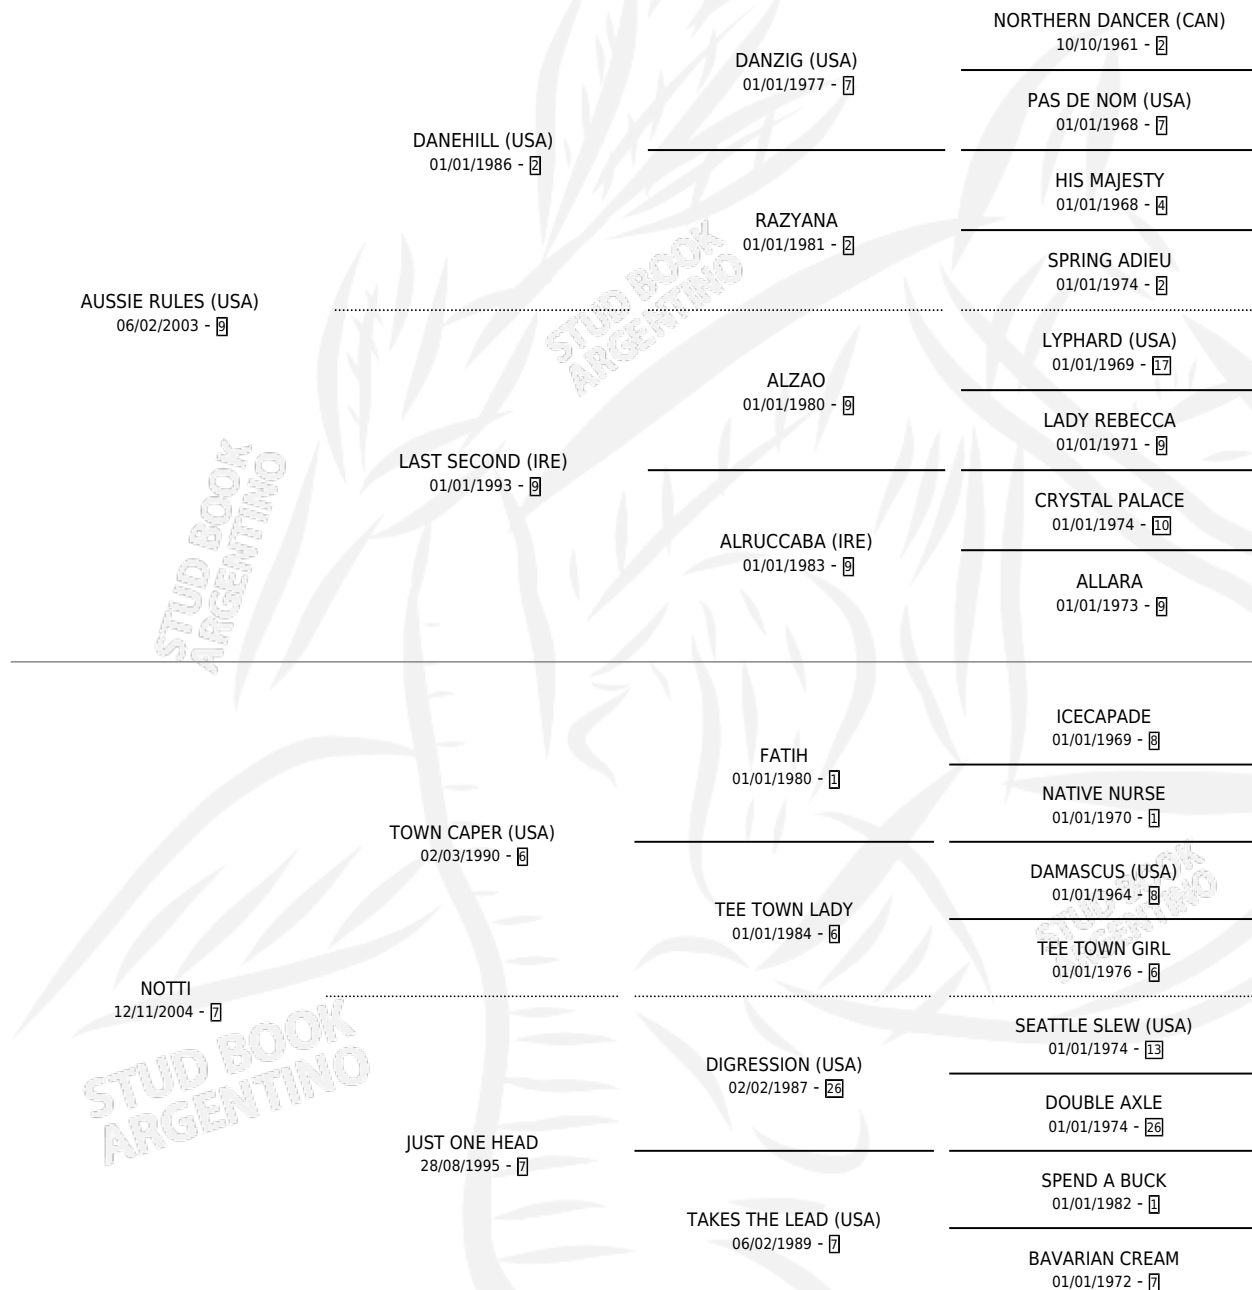 NORTHERN DANCER (CAN)
10/10/1961 - 2
DANZIG (USA)
01/01/1977 - 7
PAS DE NOM (USA)
01/01/1968 - 7
DANEHILL (USA)
01/01/1986 - 2
HIS MAJESTY
01/01/1968 - 4
RAZYANA
01/01/1981 - 2
SPRING ADIEU
01/01/1974 - 2
AUSSIE RULES (USA)
06/02/2003 - 9
LYPHARD (USA)
01/01/1969 - 17
ALZAO
01/01/1980 - 9
LADY REBECCA
01/01/1971 - 9
LAST SECOND (IRE)
01/01/1993 - 9
CRYSTAL PALACE
01/01/1974 - 10
ALRUCCABA (IRE)
01/01/1983 - 9
ALLARA
01/01/1973 - 9
STUD BOOK
ARGENTINO
STUD BOOK
ARGENTINO
ICECAPADE
01/01/1969 - 8
FATIH
01/01/1980 - 1
NATIVE NURSE
01/01/1970 - 1
TOWN CAPER (USA)
02/03/1990 - 6
DAMASCUS (USA)
01/01/1964 - 8
TEE TOWN LADY
01/01/1984 - 6
TEE TOWN GIRL
01/01/1976 - 6
STUD BOOK
ARGENTINO
NOTTI
12/11/2004 - 7
SEATTLE SLEW (USA)
01/01/1974 - 13
DIGRESSION (USA)
02/02/1987 - 26
DOUBLE AXLE
01/01/1974 - 26
JUST ONE HEAD
28/08/1995 - 7
SPEND A BUCK
01/01/1982 - 1
TAKES THE LEAD (USA)
06/02/1989 - 7
BAVARIAN CREAM
01/01/1972 - 7
STUD BOOK
ARGENTINO